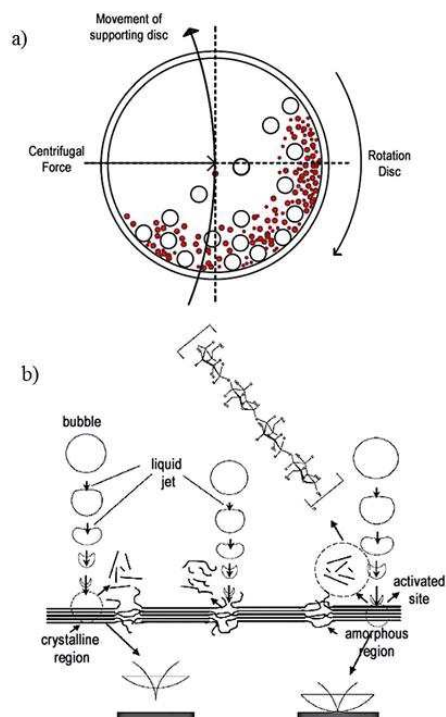 a)
Movement of
supporting disc
Centrifugal
Force
Rotation
Disc
b)
bubble
liquid
jet
activated
site
crystalline
region
amorphous
region